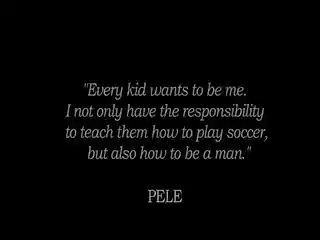 "Every kid wants to be me.
I not only have the responsibility
to teach them how to play soccer,
but also how to be a man."
PELE